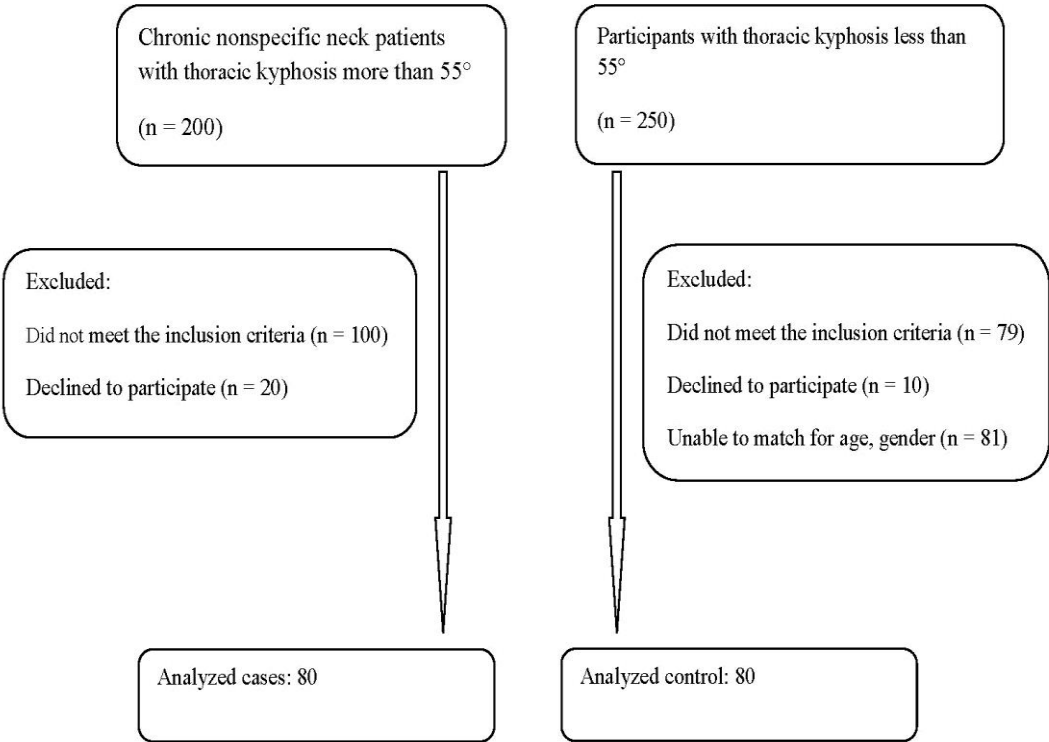 Chronic nonspecific neck patients
with thoracic kyphosis more than 55°
(n = 200)
Participants with thoracic kyphosis less than
55°
(n = 250)
Excluded:
Did not meet the inclusion criteria (n = 100)
Declined to participate (n = 20)
Excluded:
Did not meet the inclusion criteria (n = 79)
Declined to participate (n = 10)
Unable to match for age, gender (n = 81)
Analyzed cases: 80
Analyzed control: 80